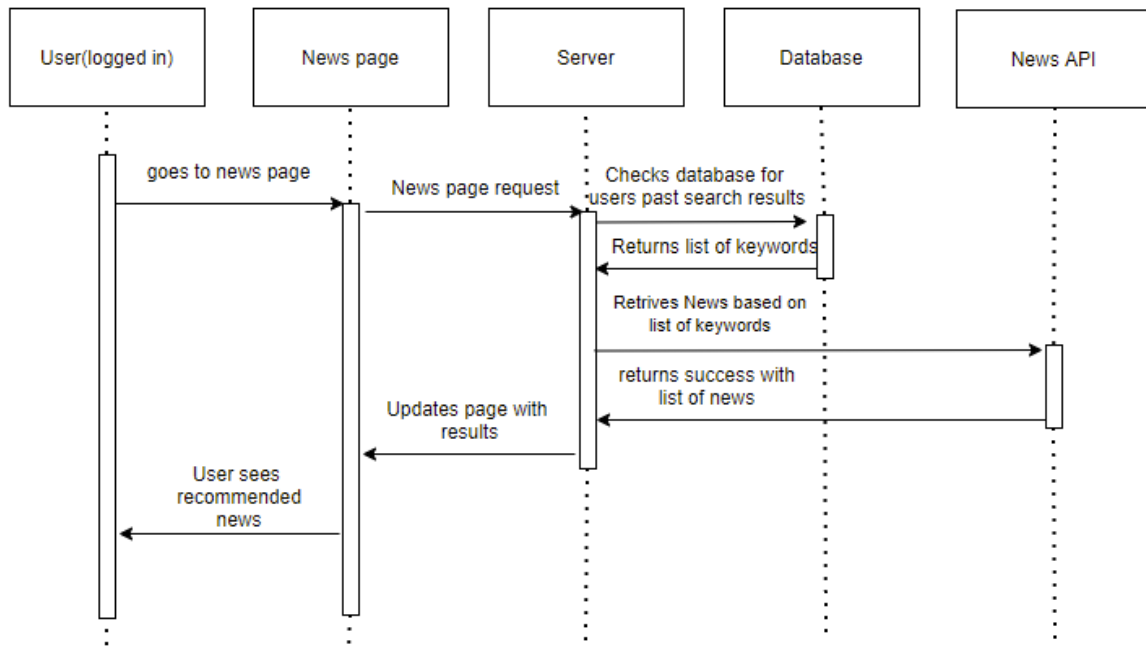 User(logged in)
News page
Server
Database
News API
goes to news page
News page request
Checks database for
users past search results
Returns list of keywords
Retrives News based on
list of keywords
returns success with
list of news
Updates page with
results
User sees
recommended
news